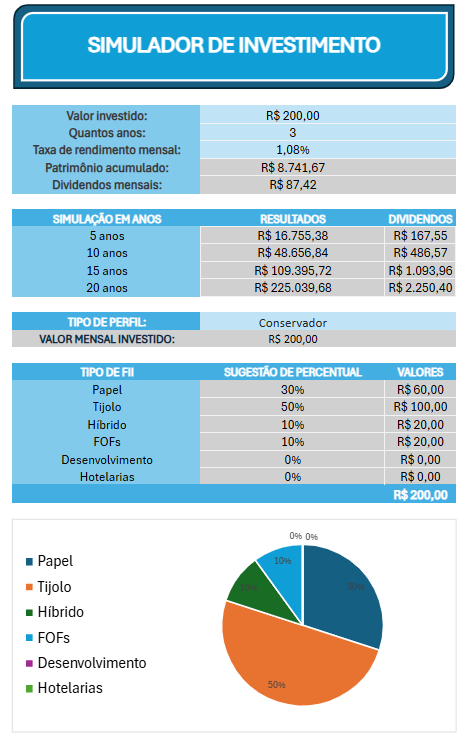 SIMULADOR DE INVESTIMENTO
Valor investido: R$ 200,00
Quantos anos: 3
Taxa de rendimento mensal: 1,08%
Patrimônio acumulado: R$ 8.741,67
Dividendos mensais: R$ 87,42
SIMULAÇÃO EM ANOS RESULTADOS DIVIDENDOS
5 anos R$ 16.755,38 R$ 167,55
10 anos R$ 48.656,84 R$ 486,57
15 anos R$ 109.395,72 R$ 1.093,96
20 anos R$ 225.039,68 R$ 2.250,40
TIPO DE PERFIL: Conservador
VALOR MENSAL INVESTIDO: R$ 200,00
TIPO DE FII SUGESTÃO DE PERCENTUAL VALORES
Papel 30% R$ 60,00
Tijolo 50% R$ 100,00
Híbrido 10% R$ 20,00
FOFs 10% R$ 20,00
Desenvolvimento 0% R$ 0,00
Hotelarias 0% R$ 0,00
R$ 200,00
Papel
Tijolo
Híbrido
FOFs
Desenvolvimento
Hotelarias
0% 0%
10%
30%
10%
50%